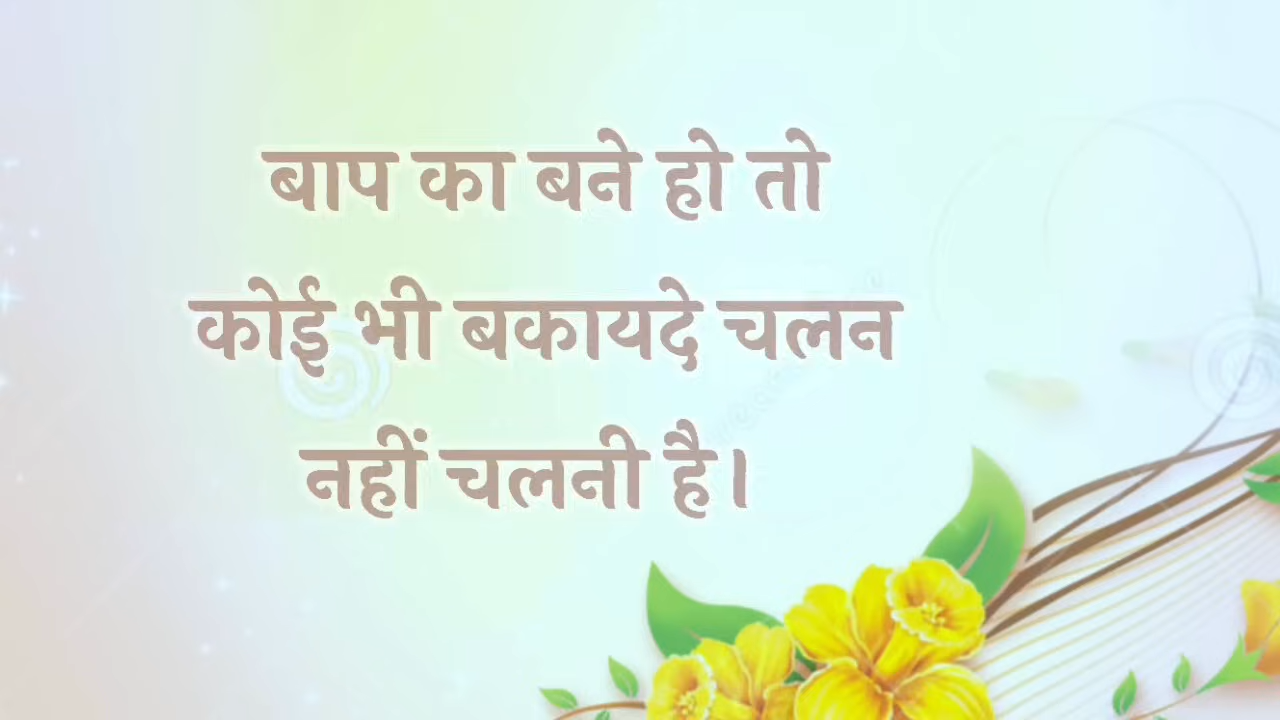 बाप का बने हो तो
कोई भी बकायदे चलन
नहीं चलनी है।